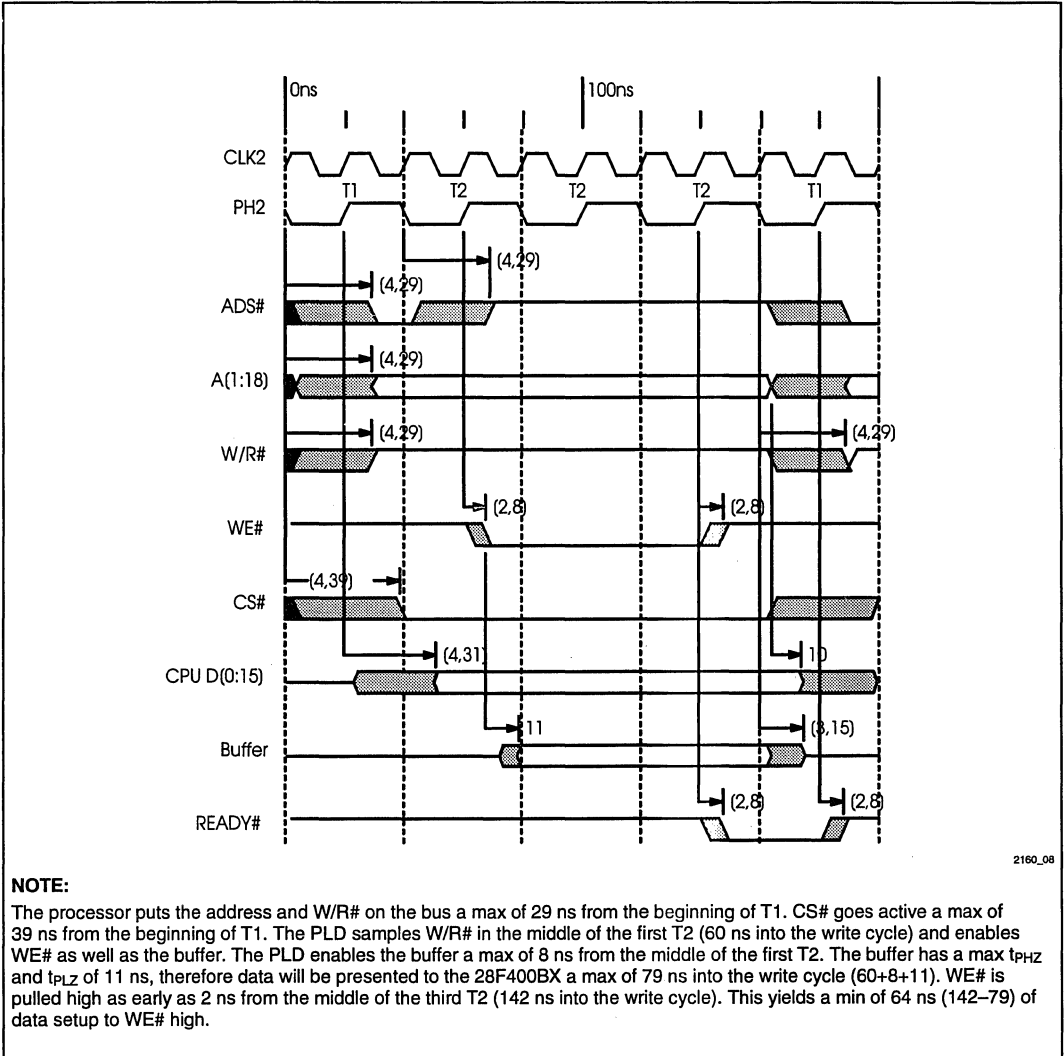 0ns 100ns
CLK2
T1 T2 T2 T2 T1
PH2
(4,29)
(4,29)
ADS#
(4,29)
A(1:18)
(4,29) (4,29)
W/R#
(2,8) (2,8)
WE#
(4,39)
CS#
(4,31) 10
CPU D(0:15)
11 (3,15)
Buffer
(2,8) (2,8)
READY#
2160_08
NOTE:
The processor puts the address and W/R# on the bus a max of 29 ns from the beginning of T1. CS# goes active a max of
39 ns from the beginning of T1. The PLD samples W/R# in the middle of the first T2 (60 ns into the write cycle) and enables
WE# as well as the buffer. The PLD enables the buffer a max of 8 ns from the middle of the first T2. The buffer has a max tPHZ
and tPLZ of 11 ns, therefore data will be presented to the 28F400BX a max of 79 ns into the write cycle (60+8+11). WE# is
pulled high as early as 2 ns from the middle of the third T2 (142 ns into the write cycle). This yields a min of 64 ns (142–79) of
data setup to WE# high.